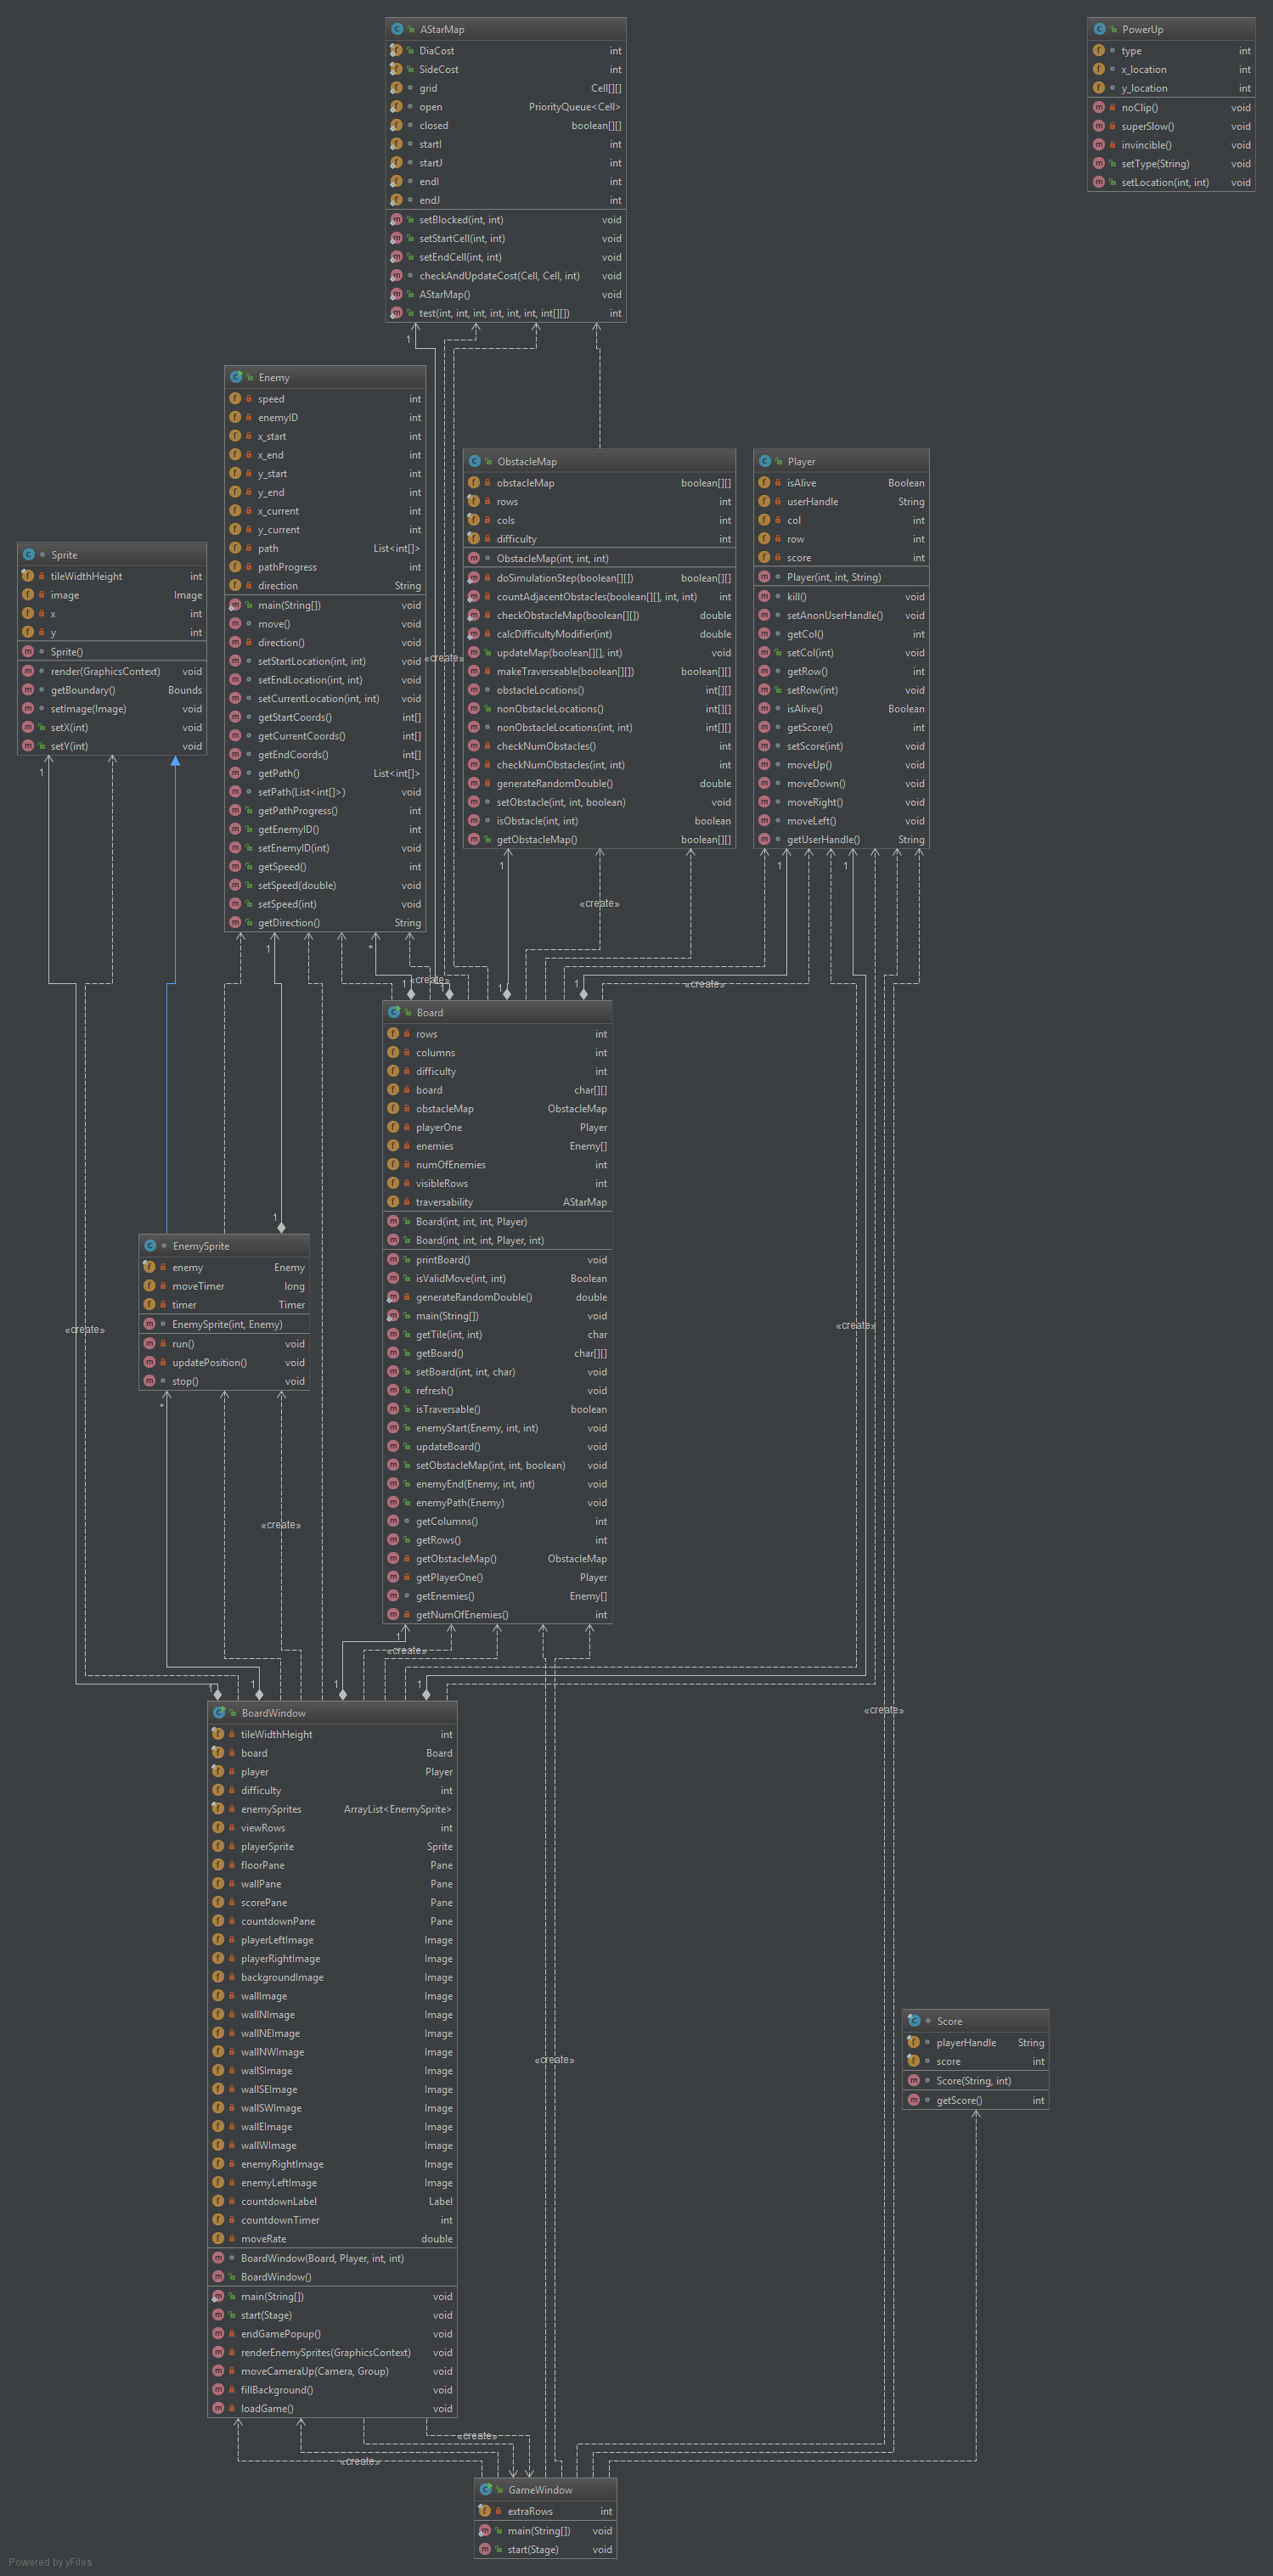 AStarMap
DiaCost int
SideCost int
grid Cell[][]
open PriorityQueue<Cell>
closed boolean[][]
startI int
startJ int
endI int
endJ int
setBlocked(int, int) void
setStartCell(int, int) void
setEndCell(int, int) void
checkAndUpdateCost(Cell, Cell, int) void
AStarMap() void
test(int, int, int, int, int, int, int[][]) int
PowerUp
type int
x_location int
y_location int
noClip() void
superSlow() void
invincible() void
setType(String) void
setLocation(int, int) void
1
Enemy
speed int
enemyID int
x_start int
x_end int
y_start int
y_end int
x_current int
y_current int
path List<int[]>
pathProgress int
direction String
main(String[]) void
move() void
direction() void
setStartLocation(int, int) void
setEndLocation(int, int) void
setCurrentLocation(int, int) void
getStartCoords() int[]
getCurrentCoords() int[]
getEndCoords() int[]
getPath() List<int[]>
setPath(List<int[]>) void
getPathProgress() int
getEnemyID() int
setEnemyID(int) void
getSpeed() int
setSpeed(double) void
setSpeed(int) void
getDirection() String
«create»
ObstacleMap
obstacleMap boolean[][]
rows int
cols int
difficulty int
ObstacleMap(int, int, int)
doSimulationStep(boolean[][]) boolean[][]
countAdjacentObstacles(boolean[][], int, int) int
checkObstacleMap(boolean[][]) double
calcDifficultyModifier(int) double
updateMap(boolean[][], int) void
makeTraverseable(boolean[][]) boolean[][]
obstacleLocations() int[][]
nonObstacleLocations() int[][]
nonObstacleLocations(int, int) int[][]
checkNumObstacles() int
checkNumObstacles(int, int) int
generateRandomDouble() double
setObstacle(int, int, boolean) void
isObstacle(int, int) boolean
getObstacleMap() boolean[][]
Player
isAlive Boolean
userHandle String
col int
row int
score int
Player(int, int, String)
kill() void
setAnonUserHandle() void
getCol() int
setCol(int) void
getRow() int
setRow(int) void
isAlive() Boolean
getScore() int
setScore(int) void
moveUp() void
moveDown() void
moveRight() void
moveLeft() void
getUserHandle() String
Sprite
tileWidthHeight int
image Image
x int
y int
Sprite()
render(GraphicsContext) void
getBoundary() Bounds
setImage(Image) void
setX(int) void
setY(int) void
1
1
1
1
«create»
1
*
1
«create»
1
1
1
«create»
Board
rows int
columns int
difficulty int
board char[][]
obstacleMap ObstacleMap
playerOne Player
enemies Enemy[]
numOfEnemies int
visibleRows int
traversability AStarMap
Board(int, int, int, Player)
Board(int, int, int, Player, int)
printBoard() void
isValidMove(int, int) Boolean
generateRandomDouble() double
main(String[]) void
getTile(int, int) char
getBoard() char[][]
setBoard(int, int, char) void
refresh() void
isTraversable() boolean
enemyStart(Enemy, int, int) void
updateBoard() void
setObstacleMap(int, int, boolean) void
enemyEnd(Enemy, int, int) void
enemyPath(Enemy) void
getColumns() int
getRows() int
getObstacleMap() ObstacleMap
getPlayerOne() Player
getEnemies() Enemy[]
getNumOfEnemies() int
1
EnemySprite
enemy Enemy
moveTimer long
timer Timer
EnemySprite(int, Enemy)
run() void
updatePosition() void
stop() void
«create»
«create»
«create»
*
«create»
1
«create»
1
1
1
1
BoardWindow
tileWidthHeight int
board Board
player Player
difficulty int
enemySprites ArrayList<EnemySprite>
viewRows int
playerSprite Sprite
floorPane Pane
wallPane Pane
scorePane Pane
countdownPane Pane
playerLeftImage Image
playerRightImage Image
backgroundImage Image
wallImage Image
wallNImage Image
wallNEImage Image
wallNWImage Image
wallSImage Image
wallSEImage Image
wallSWImage Image
wallEImage Image
wallWImage Image
enemyRightImage Image
enemyLeftImage Image
countdownLabel Label
countdownTimer int
moveRate double
BoardWindow(Board, Player, int, int)
BoardWindow()
main(String[]) void
start(Stage) void
endGamePopup() void
renderEnemySprites(GraphicsContext) void
moveCameraUp(Camera, Group) void
fillBackground() void
loadGame() void
«create»
«create»
Score
playerHandle String
score int
Score(String, int)
getScore() int
«create»
«create»
GameWindow
extraRows int
main(String[]) void
start(Stage) void
Powered by yFiles